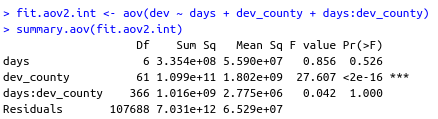 > fit.aov2.int <- aov(dev ~ days + dev_county + days:dev_county)
> summary.aov(fit.aov2.int)
Df Sum Sq Mean Sq F value Pr(>F)
days 6 3.354e+08 5.590e+07 0.856 0.526
dev_county 61 1.099e+11 1.802e+09 27.607 <2e-16 ***
days:dev_county 366 1.016e+09 2.775e+06 0.042 1.000
Residuals 107688 7.031e+12 6.529e+07